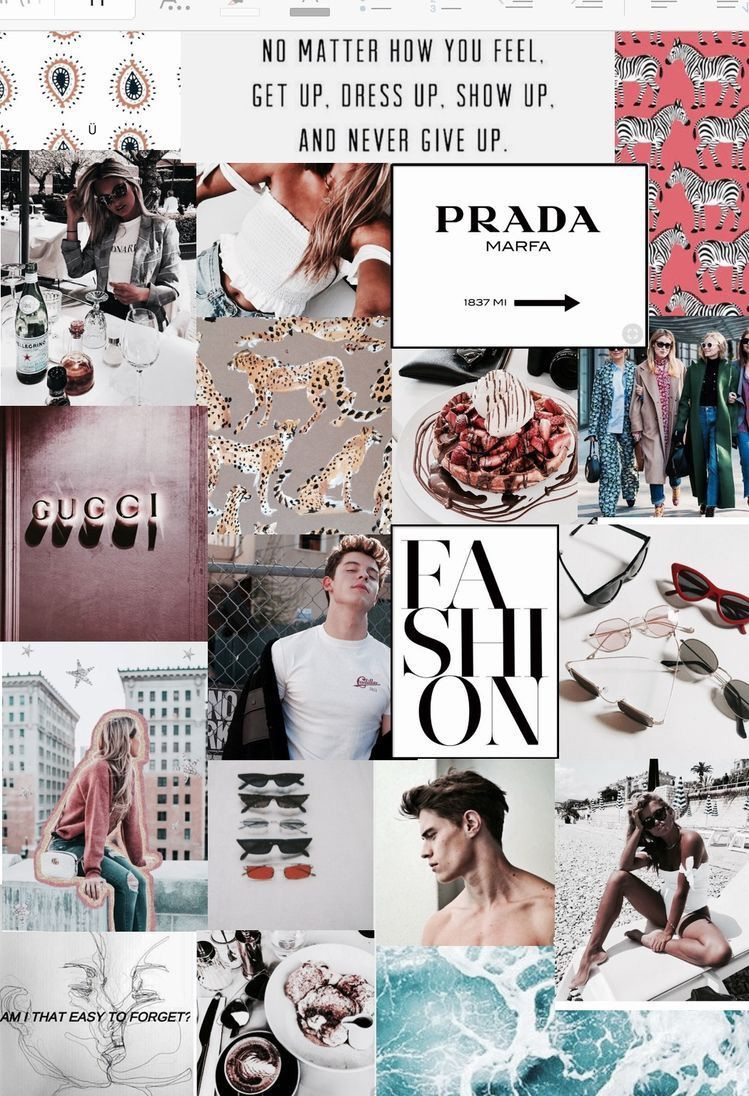 NO MATTER HOW YOU FEEL,
GET UP, DRESS UP, SHOW UP,
AND NEVER GIVE UP.
Ü
PRADA
MARFA
1837 MI
GUCCI
FA
SHI
ON
AM I THAT EASY TO FORGET?